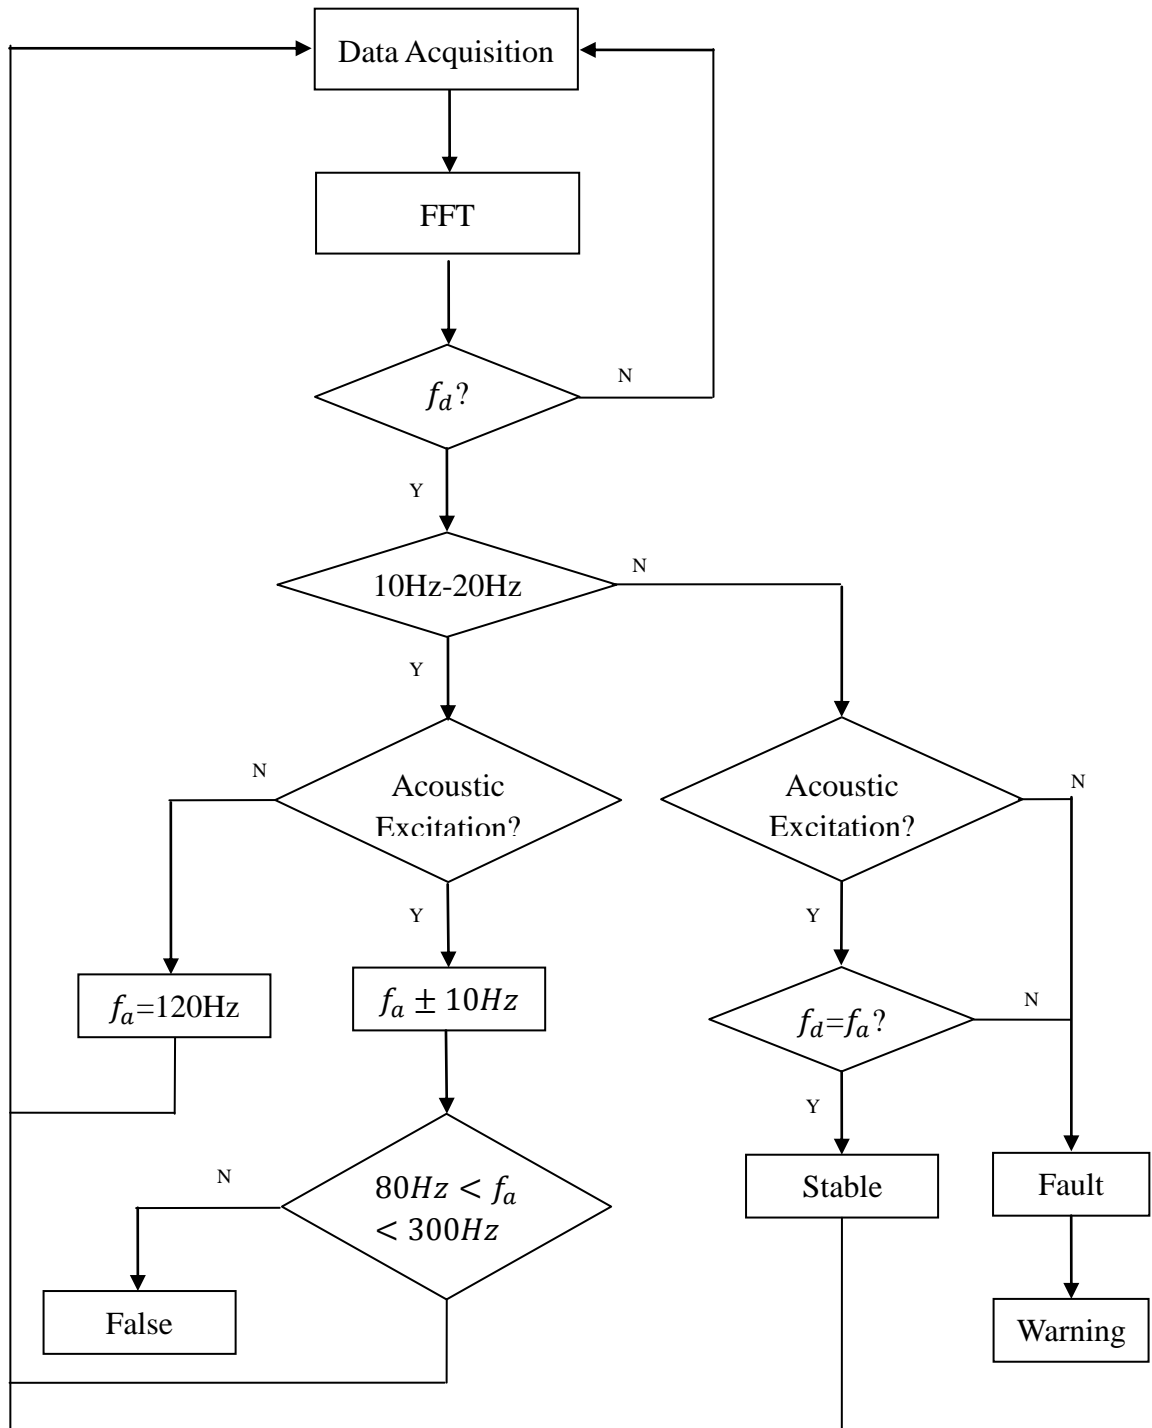 Data Acquisition
FFT
f_d?
N
Y
10Hz-20Hz
N
Y
N
Acoustic
Excitation?
Acoustic
Excitation?
N
Y
Y
f_a=120Hz
f_a ± 10Hz
f_d=f_a?
N
Y
N
80Hz < f_a
< 300Hz
Stable
Fault
False
Warning